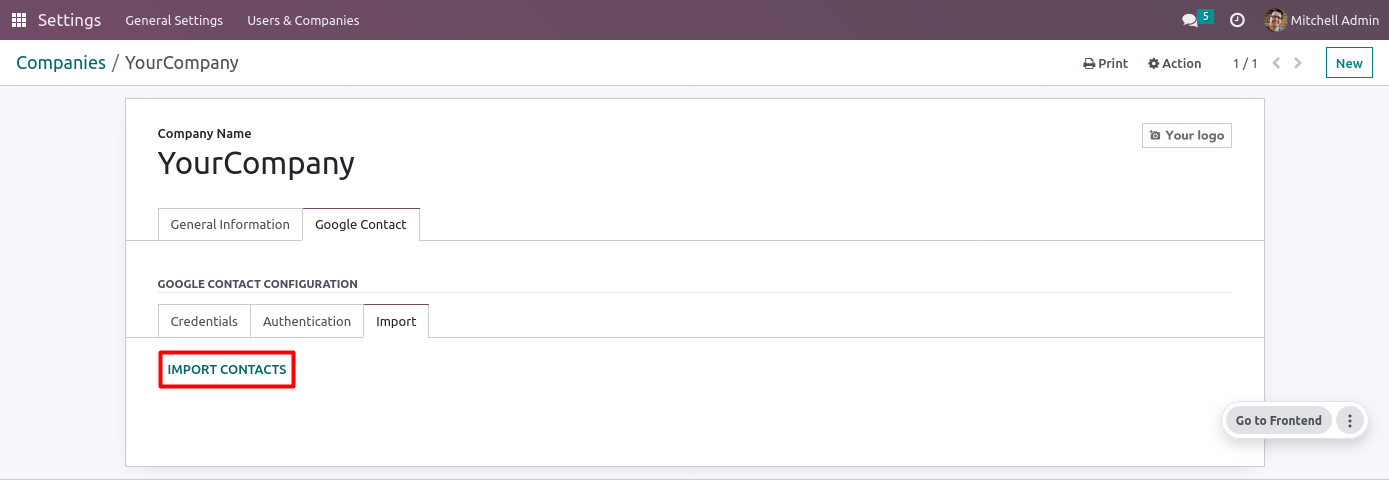 Settings General Settings Users & Companies 5 Mitchell Admin
Companies / YourCompany Print Action 1 / 1 New
Company Name
Your logo
YourCompany
General Information Google Contact
GOOGLE CONTACT CONFIGURATION
Credentials Authentication Import
IMPORT CONTACTS
Go to Frontend